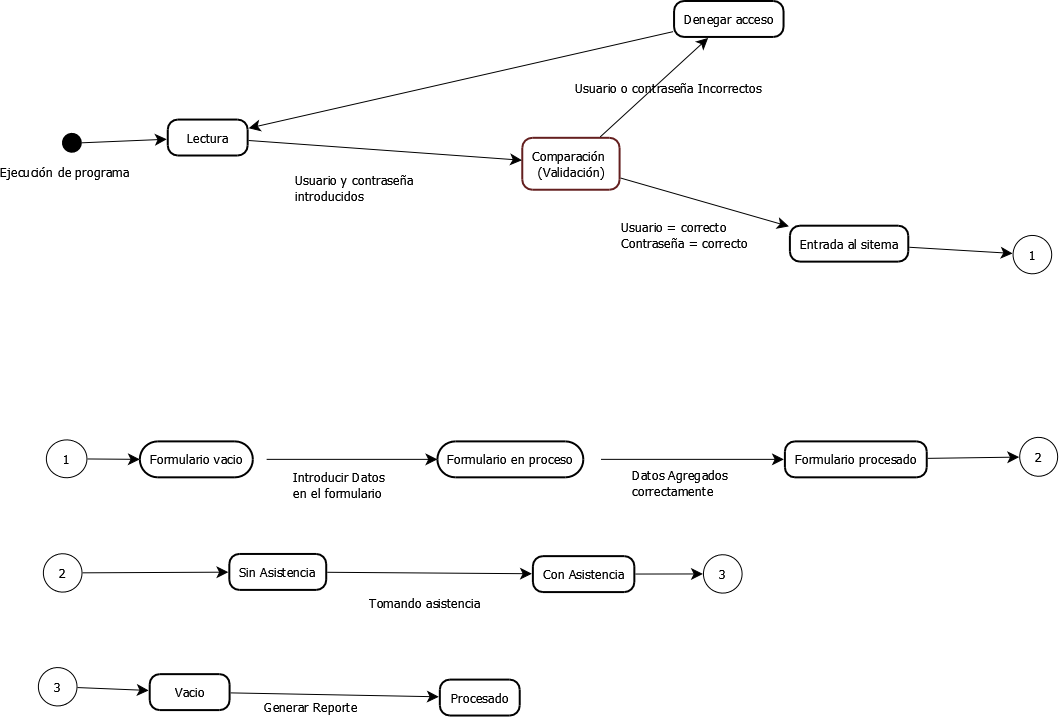 Denegar acceso
Usuario o contraseña Incorrectos
Lectura
Ejecución de programa
Comparación
(Validación)
Usuario y contraseña
introducidos
Usuario = correcto
Contraseña = correcto
Entrada al sitema
1
1
Formulario vacio
Introducir Datos
en el formulario
Formulario en proceso
Datos Agregados
correctamente
Formulario procesado
2
2
Sin Asistencia
Tomando asistencia
Con Asistencia
3
3
Vacio
Generar Reporte
Procesado